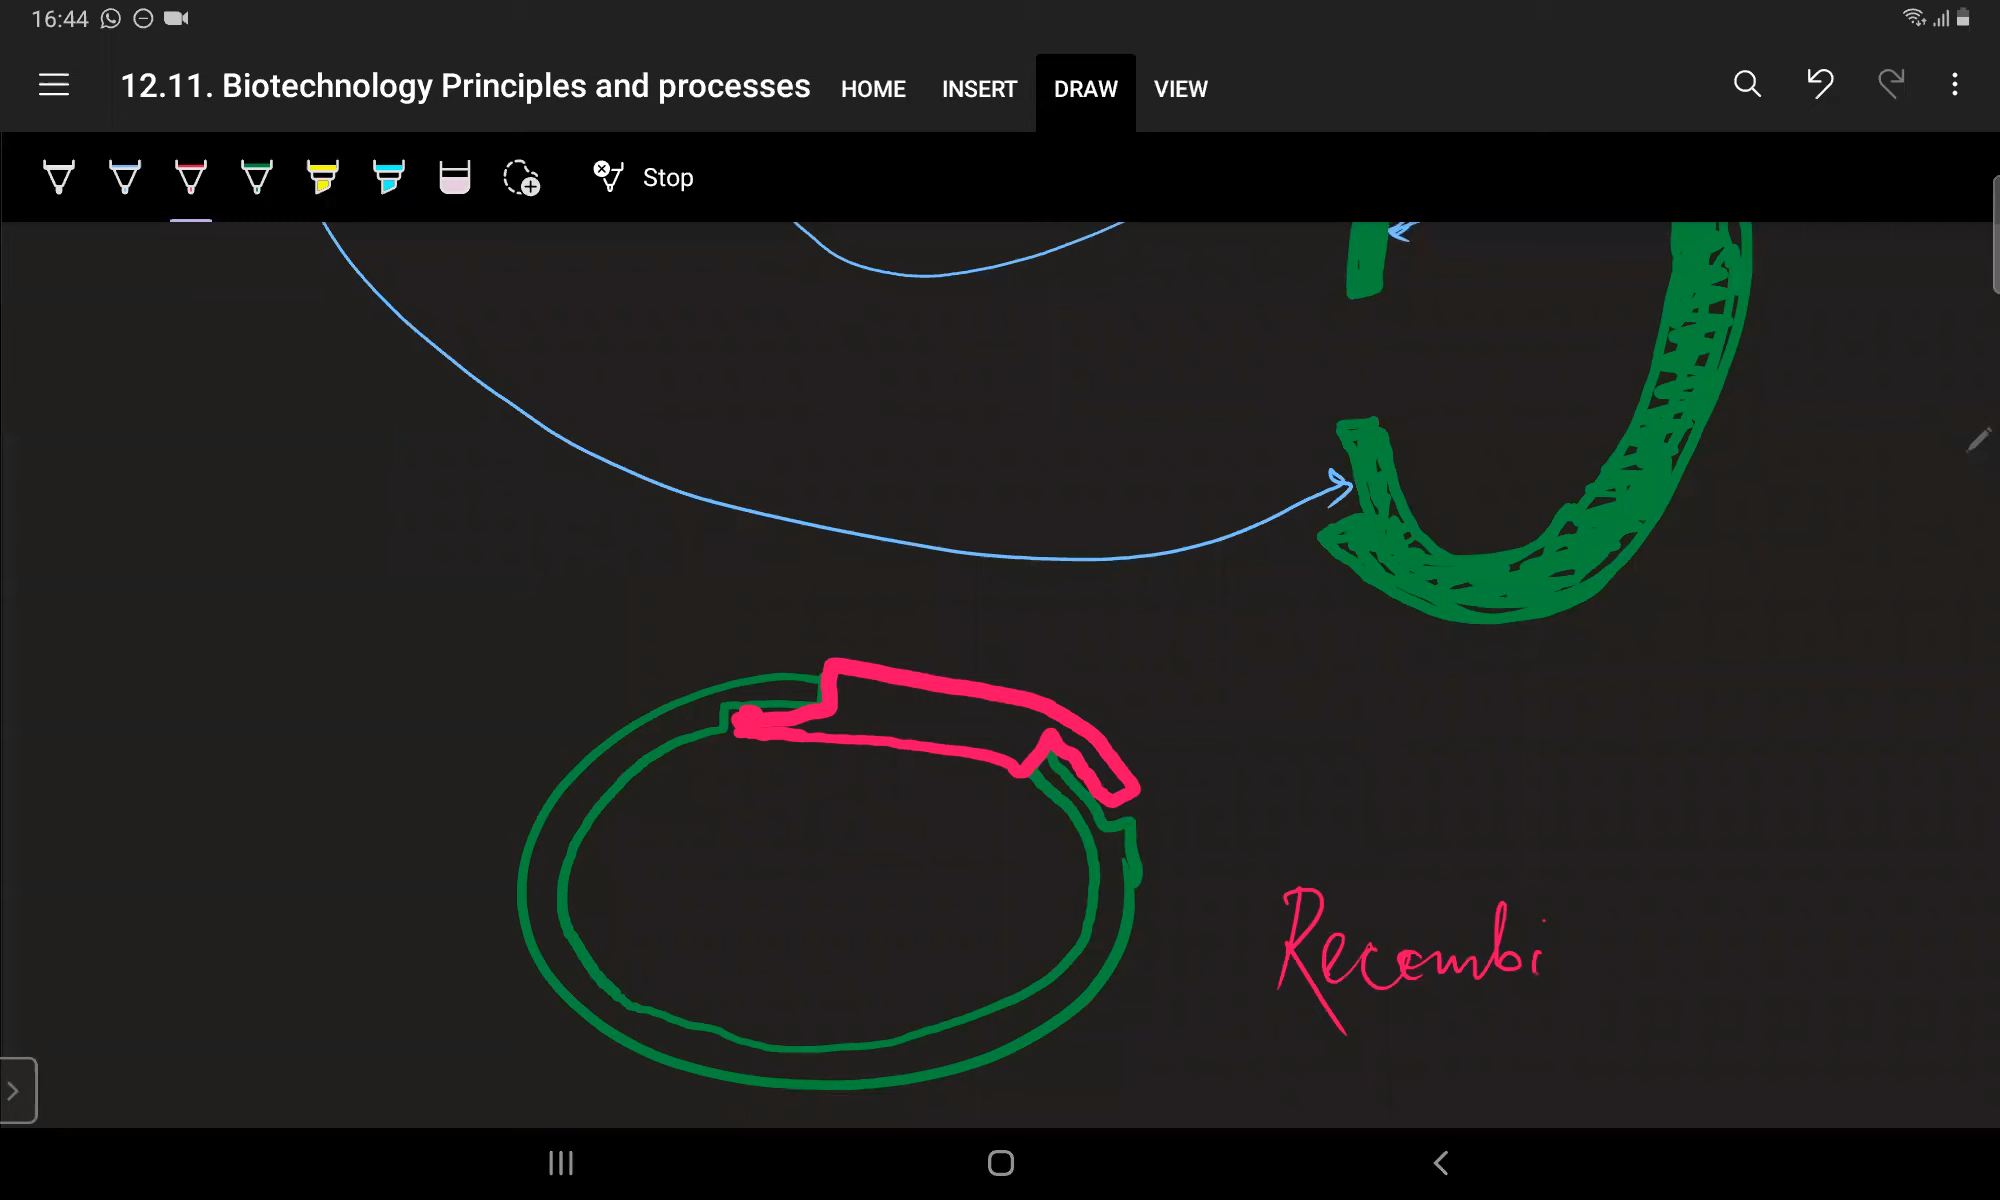 16:44
12.11. Biotechnology Principles and processes HOME INSERT DRAW VIEW
Stop
Recombi